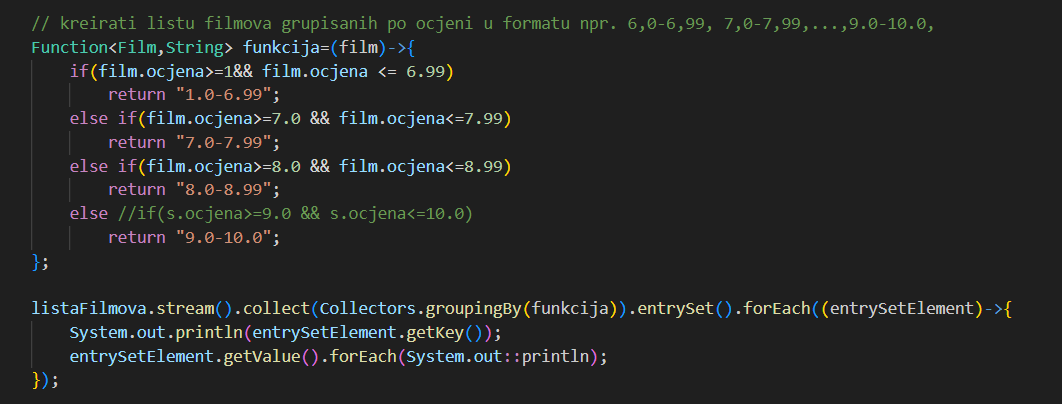 // kreirati listu filmova grupisanih po ocjeni u formatu npr. 6,0-6,99, 7,0-7,99,...,9.0-10.0,
Function<Film,String> funkcija=(film)->{
    if(film.ocjena>=1&& film.ocjena <= 6.99)
        return "1.0-6.99";
    else if(film.ocjena>=7.0 && film.ocjena<=7.99)
        return "7.0-7.99";
    else if(film.ocjena>=8.0 && film.ocjena<=8.99)
        return "8.0-8.99";
    else //if(s.ocjena>=9.0 && s.ocjena<=10.0)
        return "9.0-10.0";
};
listaFilmova.stream().collect(Collectors.groupingBy(funkcija)).entrySet().forEach((entrySetElement)->{
    System.out.println(entrySetElement.getKey());
    entrySetElement.getValue().forEach(System.out::println);
});